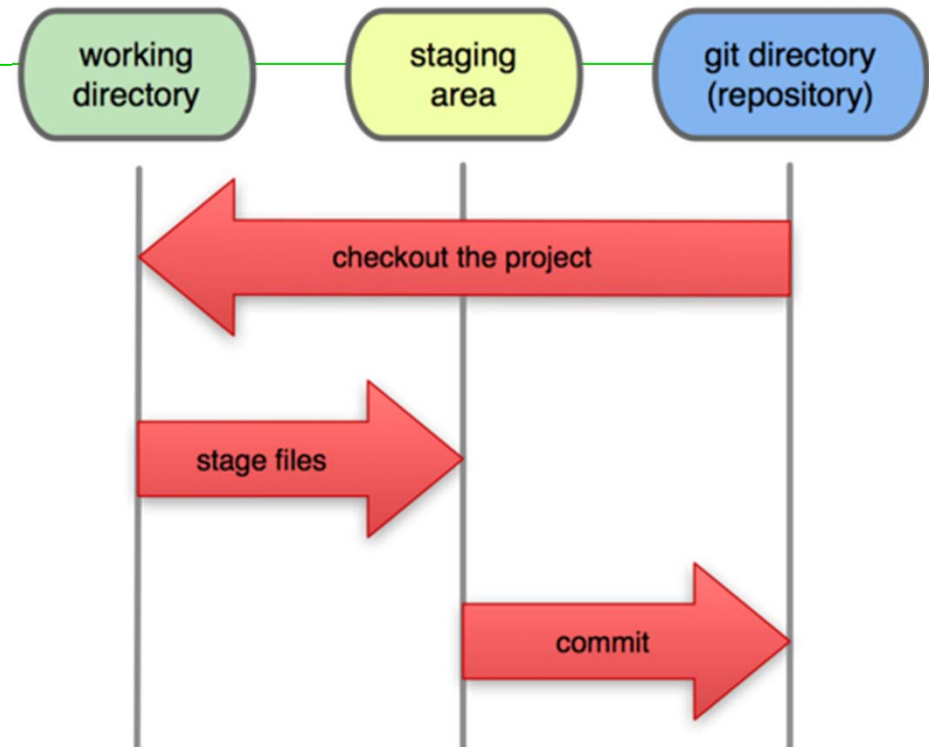 working
directory
staging
area
git directory
(repository)
checkout the project
stage files
commit